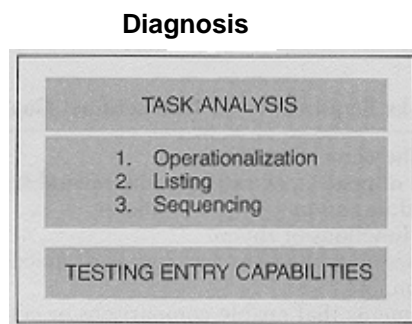 Diagnosis
TASK ANALYSIS
1. Operationalization
2. Listing
3. Sequencing
TESTING ENTRY CAPABILITIES